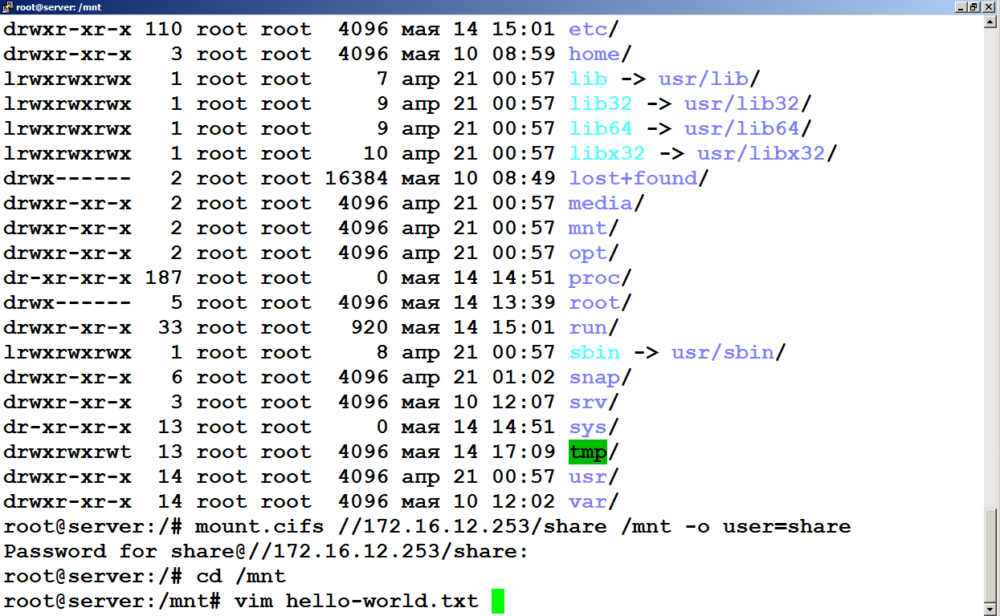 root@server: /mnt
drwxr-xr-x 110 root root  4096 мая 14 15:01 etc/
drwxr-xr-x   3 root root  4096 мая 10 08:59 home/
lrwxrwxrwx   1 root root     7 апр 21 00:57 lib -> usr/lib/
lrwxrwxrwx   1 root root     9 апр 21 00:57 lib32 -> usr/lib32/
lrwxrwxrwx   1 root root     9 апр 21 00:57 lib64 -> usr/lib64/
lrwxrwxrwx   1 root root    10 апр 21 00:57 libx32 -> usr/libx32/
drwx------   2 root root 16384 мая 10 08:49 lost+found/
drwxr-xr-x   2 root root  4096 апр 21 00:57 media/
drwxr-xr-x   2 root root  4096 апр 21 00:57 mnt/
drwxr-xr-x   2 root root  4096 апр 21 00:57 opt/
dr-xr-xr-x 187 root root     0 мая 14 14:51 proc/
drwx------   5 root root  4096 мая 14 13:39 root/
drwxr-xr-x  33 root root   920 мая 14 15:01 run/
lrwxrwxrwx   1 root root     8 апр 21 00:57 sbin -> usr/sbin/
drwxr-xr-x   6 root root  4096 апр 21 01:02 snap/
drwxr-xr-x   3 root root  4096 мая 10 12:07 srv/
dr-xr-xr-x  13 root root     0 мая 14 14:51 sys/
drwxrwxrwt  13 root root  4096 мая 14 17:09 tmp/
drwxr-xr-x  14 root root  4096 апр 21 00:57 usr/
drwxr-xr-x  14 root root  4096 мая 10 12:02 var/
root@server:/# mount.cifs //172.16.12.253/share /mnt -o user=share
Password for share@//172.16.12.253/share:
root@server:/# cd /mnt
root@server:/mnt# vim hello-world.txt